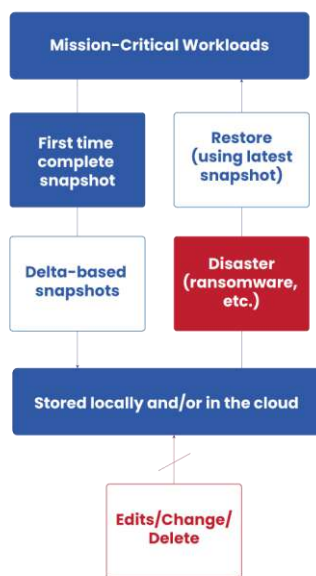 Mission-Critical Workloads
First time
complete
snapshot
Restore
(using latest
snapshot)
Delta-based
snapshots
Disaster
(ransomware,
etc.)
Stored locally and/or in the cloud
Edits/Change/
Delete